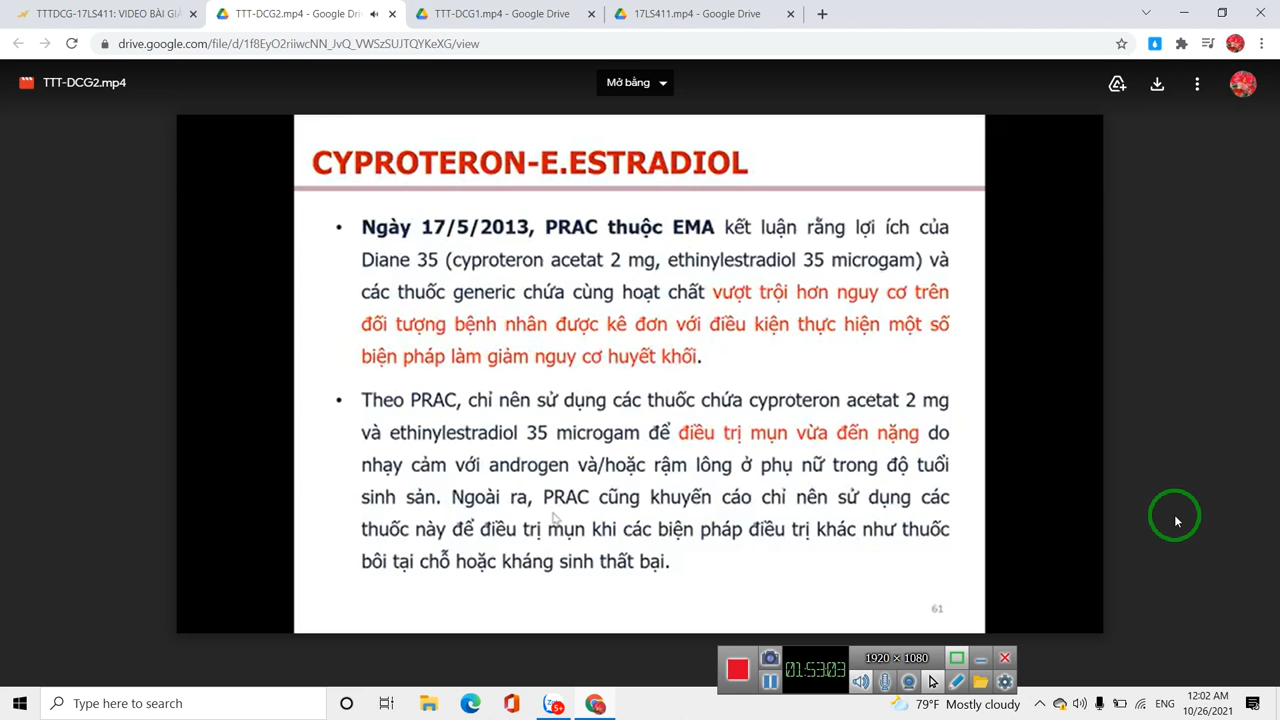 TTTDCG-17LS411: VIDEO BÀI GIẢ
TTT-DCG2.mp4 - Google Drive
TTT-DCG1.mp4 - Google Drive
17LS411.mp4 - Google Drive
drive.google.com/file/d/1f8EyO2riiwcNN_JvQ_VWSzSUJTQYKeXG/view
TTT-DCG2.mp4
Mở bằng
CYPROTERON-E.ESTRADIOL
• Ngày 17/5/2013, PRAC thuộc EMA kết luận rằng lợi ích của
Diane 35 (cyproteron acetat 2 mg, ethinylestradiol 35 microgam) và
các thuốc generic chứa cùng hoạt chất vượt trội hơn nguy cơ trên
đối tượng bệnh nhân được kê đơn với điều kiện thực hiện một số
biện pháp làm giảm nguy cơ huyết khối.
• Theo PRAC, chỉ nên sử dụng các thuốc chứa cyproteron acetat 2 mg
và ethinylestradiol 35 microgam để điều trị mụn vừa đến nặng do
nhạy cảm với androgen và/hoặc rậm lông ở phụ nữ trong độ tuổi
sinh sản. Ngoài ra, PRAC cũng khuyến cáo chỉ nên sử dụng các
thuốc này để điều trị mụn khi các biện pháp điều trị khác như thuốc
bôi tại chỗ hoặc kháng sinh thất bại.
61
01:53:03
1920 × 1080
Type here to search
5+
79°F Mostly cloudy
ENG
12:02 AM
10/26/2021